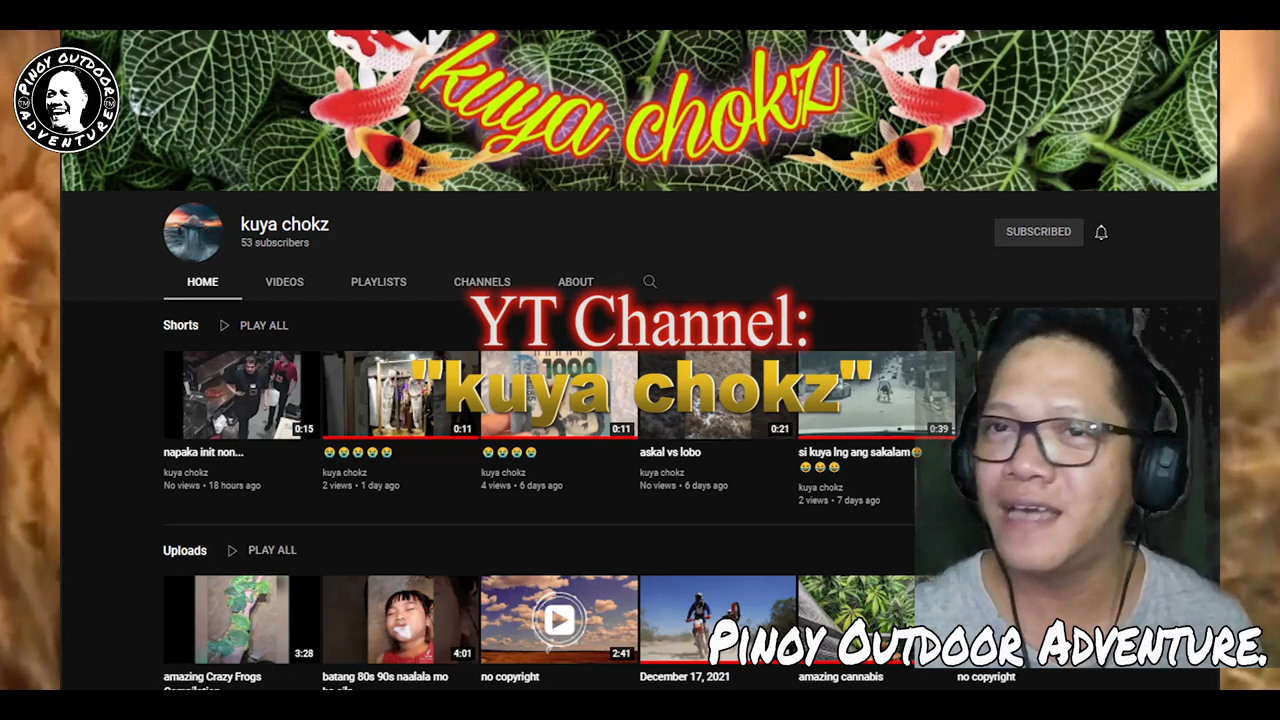 PINOY OUTDOOR
ADVENTURE
TM
TM
kuya chokz
kuya chokz
53 subscribers
SUBSCRIBED
HOME
VIDEOS
PLAYLISTS
CHANNELS
ABOUT
YT Channel:
"kuya chokz"
Shorts
PLAY ALL
1000
0:15
0:11
0:11
0:21
0:39
napaka init non...
😭😭😭😭😭
😭😭😭😭
askal vs lobo
si kuya lng ang sakalam😅
😅😅😅
kuya chokz
No views • 18 hours ago
kuya chokz
2 views • 1 day ago
kuya chokz
4 views • 6 days ago
kuya chokz
No views • 6 days ago
kuya chokz
2 views • 7 days ago
Uploads
PLAY ALL
3:28
4:01
2:41
PINOY OUTDOOR ADVENTURE.
amazing Crazy Frogs
Compilation
batang 80s 90s naalala mo
no copyright
December 17, 2021
amazing cannabis
no copyright